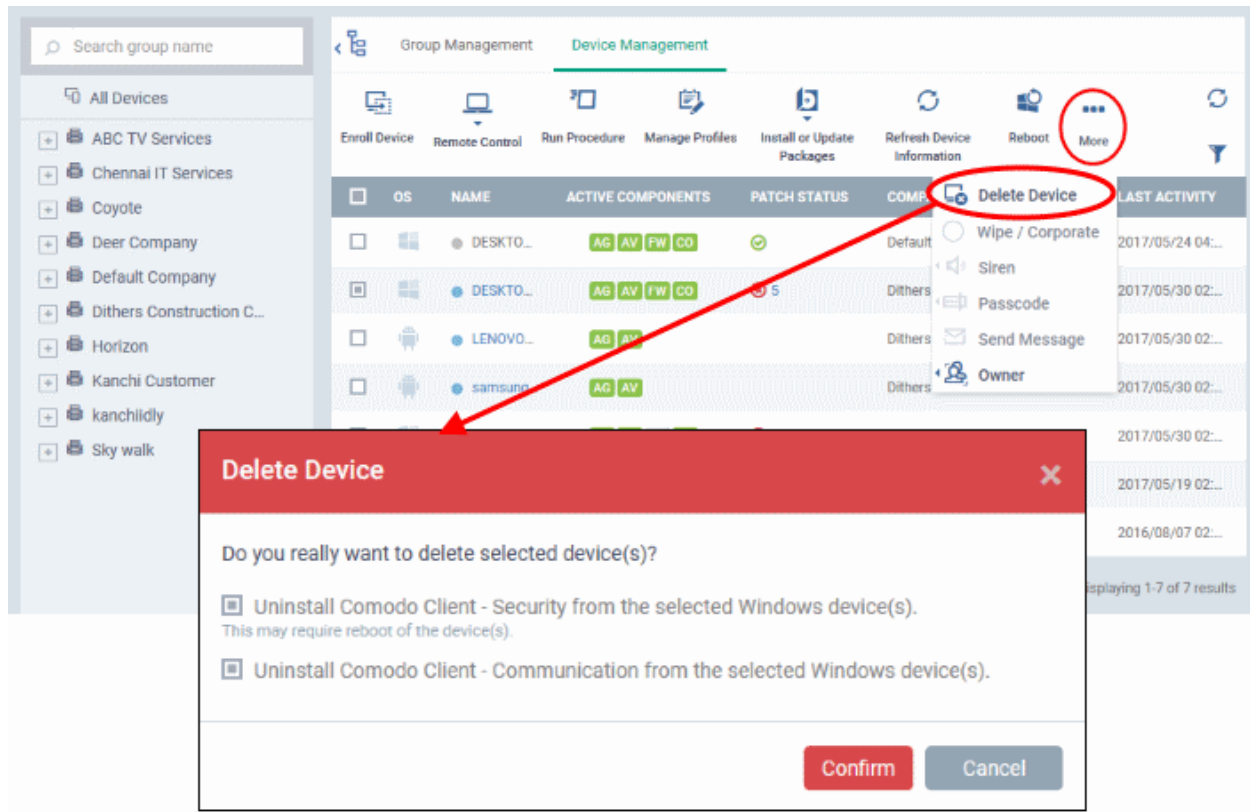 Search group name
Group Management
Device Management
All Devices
ABC TV Services
Chennai IT Services
Coyote
Deer Company
Default Company
Dithers Construction C...
Horizon
Kanchi Customer
kanchiidly
Sky walk
Enroll Device
Remote Control
Run Procedure
Manage Profiles
Install or Update
Packages
Refresh Device
Information
Reboot
More
OS NAME ACTIVE COMPONENTS PATCH STATUS COMP LAST ACTIVITY
DESKTO... AG AV FW CO Default 2017/05/24 04:...
DESKTO... AG AV FW CO 5 Dithers 2017/05/30 02:...
LENOVO... AG AV Dithers 2017/05/30 02:...
samsung AG AV Dithers 2017/05/30 02:...
2017/05/30 02:...
2017/05/19 02:...
2016/08/07 02:...
Delete Device
Wipe / Corporate
Siren
Passcode
Send Message
Owner
isplaying 1-7 of 7 results
Delete Device
Do you really want to delete selected device(s)?
Uninstall Comodo Client - Security from the selected Windows device(s).
This may require reboot of the device(s).
Uninstall Comodo Client - Communication from the selected Windows device(s).
Confirm
Cancel